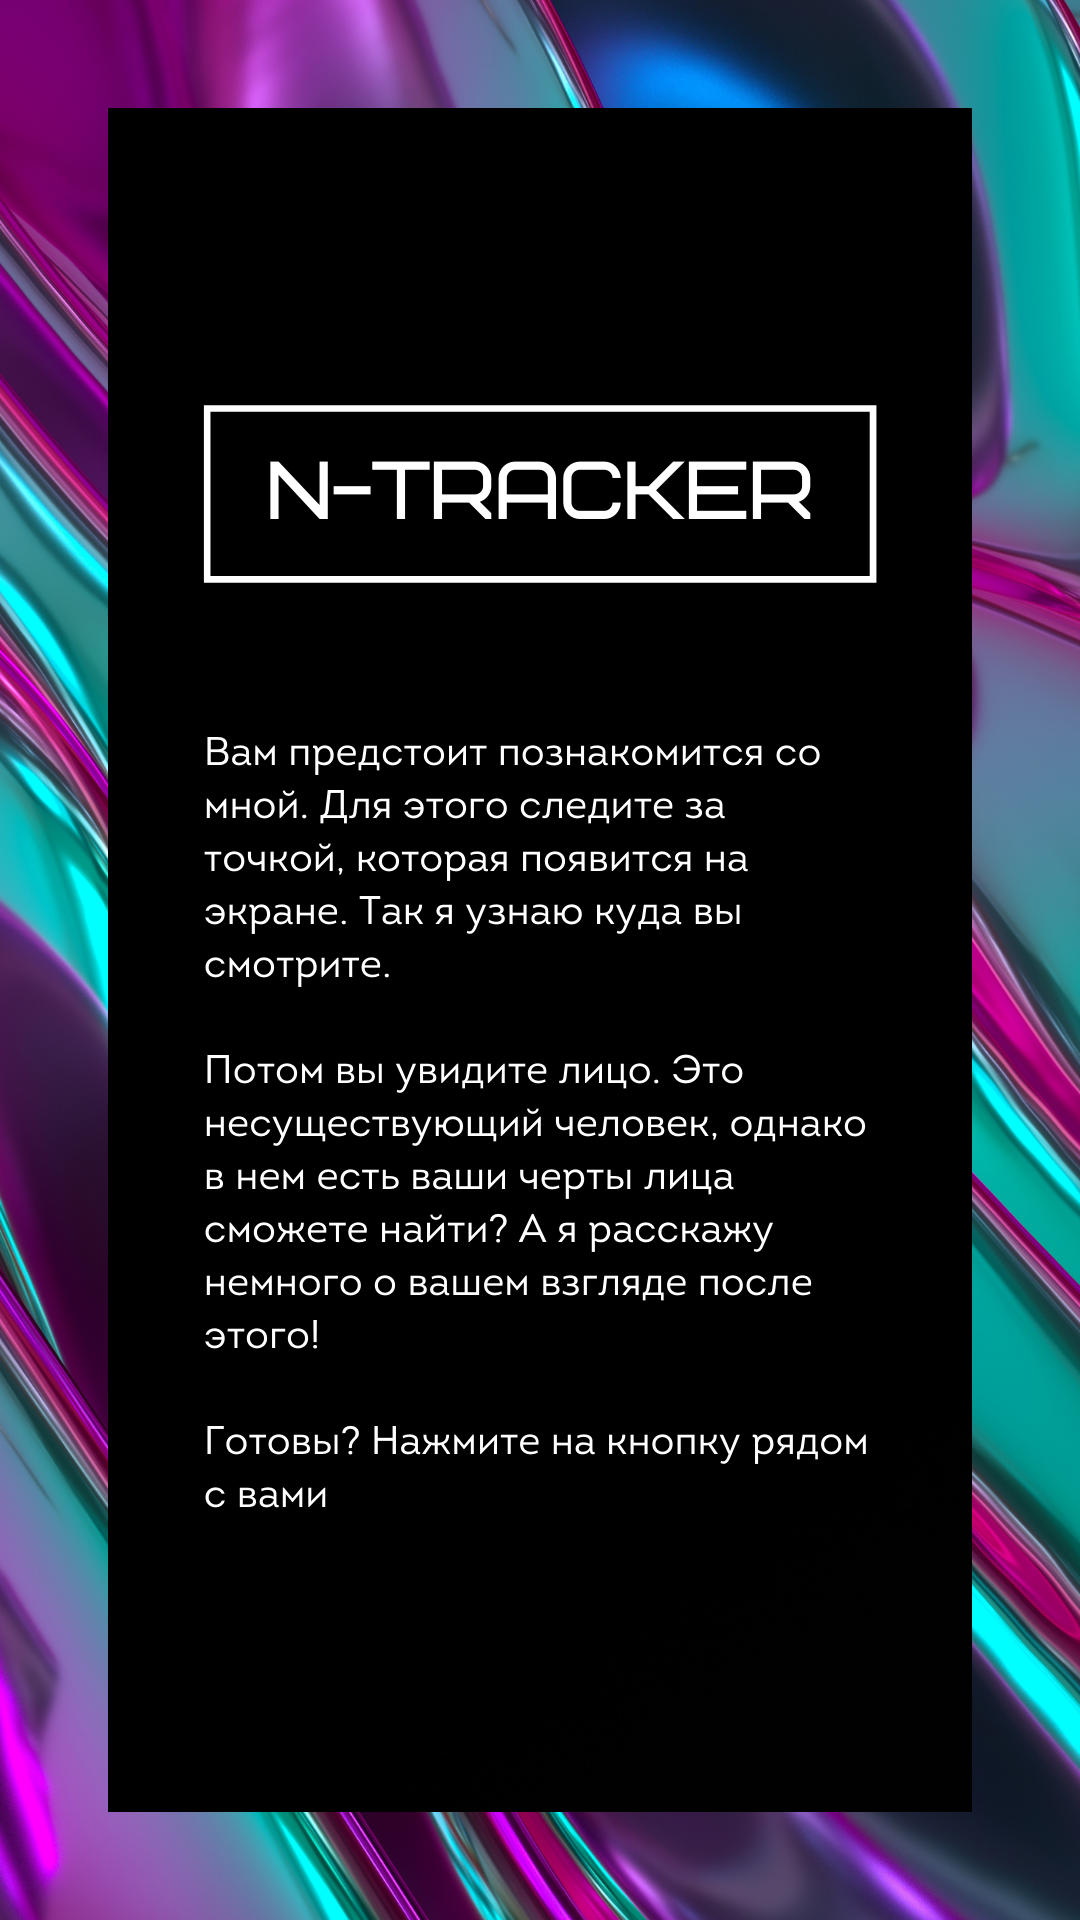 N-TRACKER
Вам предстоит познакомится со
мной. Для этого следите за
точкой, которая появится на
экране. Так я узнаю куда вы
смотрите.
Потом вы увидите лицо. Это
несуществующий человек, однако
в нем есть ваши черты лица
сможете найти? А я расскажу
немного о вашем взгляде после
этого!
Готовы? Нажмите на кнопку рядом
с вами